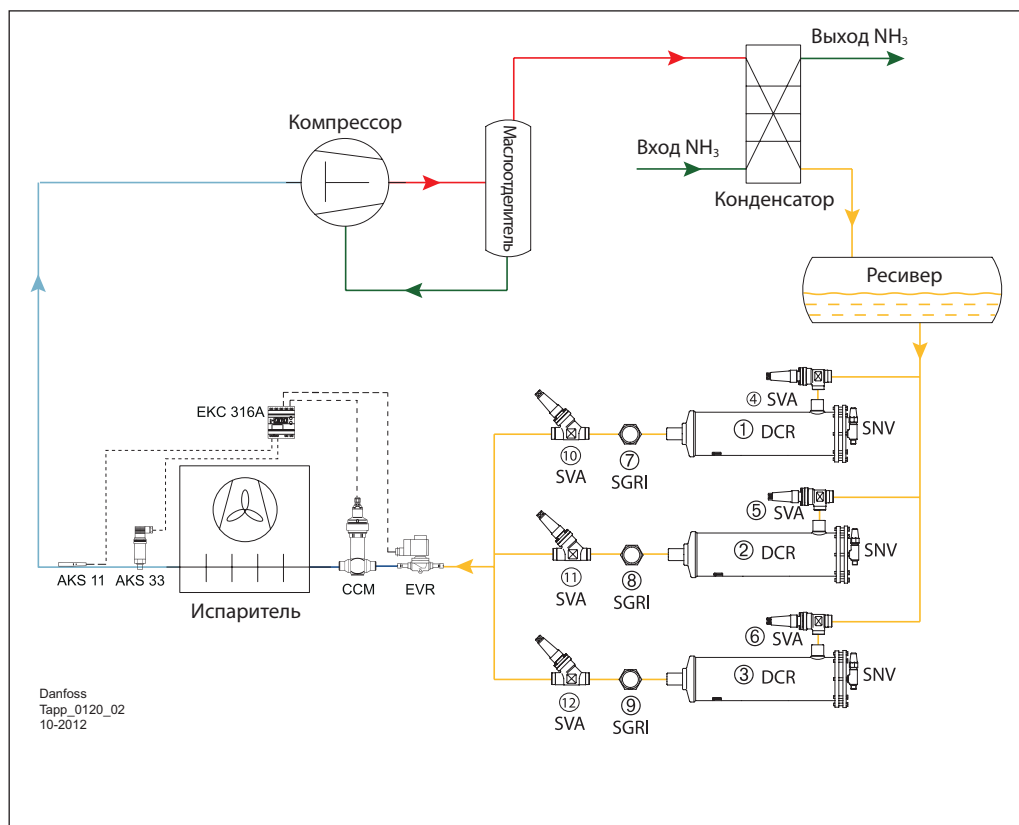 Выход NH₃
Компрессор
Маслоотделитель
Вход NH₃
Конденсатор
Ресивер
④ SVA
EKC 316A
① DCR
SNV
⑩
SVA
⑦
SGRI
⑤ SVA
② DCR
SNV
AKS 11
AKS 33
CCM
EVR
Испаритель
⑪
SVA
⑧
SGRI
⑥ SVA
③ DCR
SNV
⑫
SVA
⑨
SGRI
Danfoss
Tapp_0120_02
10-2012